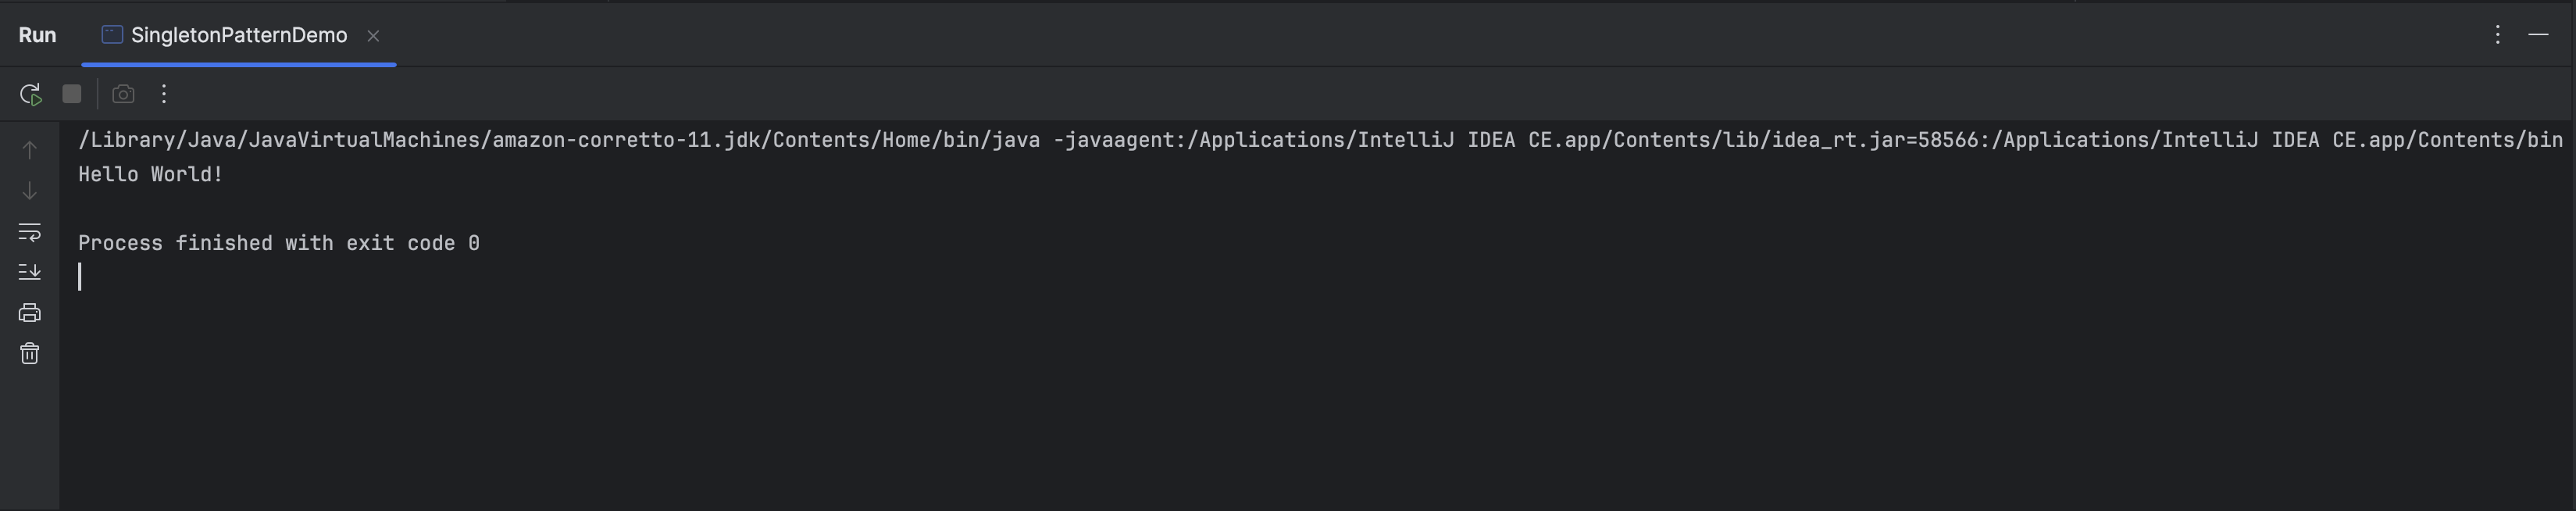 Run SingletonPatternDemo
/Library/Java/JavaVirtualMachines/amazon-corretto-11.jdk/Contents/Home/bin/java -javaagent:/Applications/IntelliJ IDEA CE.app/Contents/lib/idea_rt.jar=58566:/Applications/IntelliJ IDEA CE.app/Contents/bin
Hello World!
Process finished with exit code 0